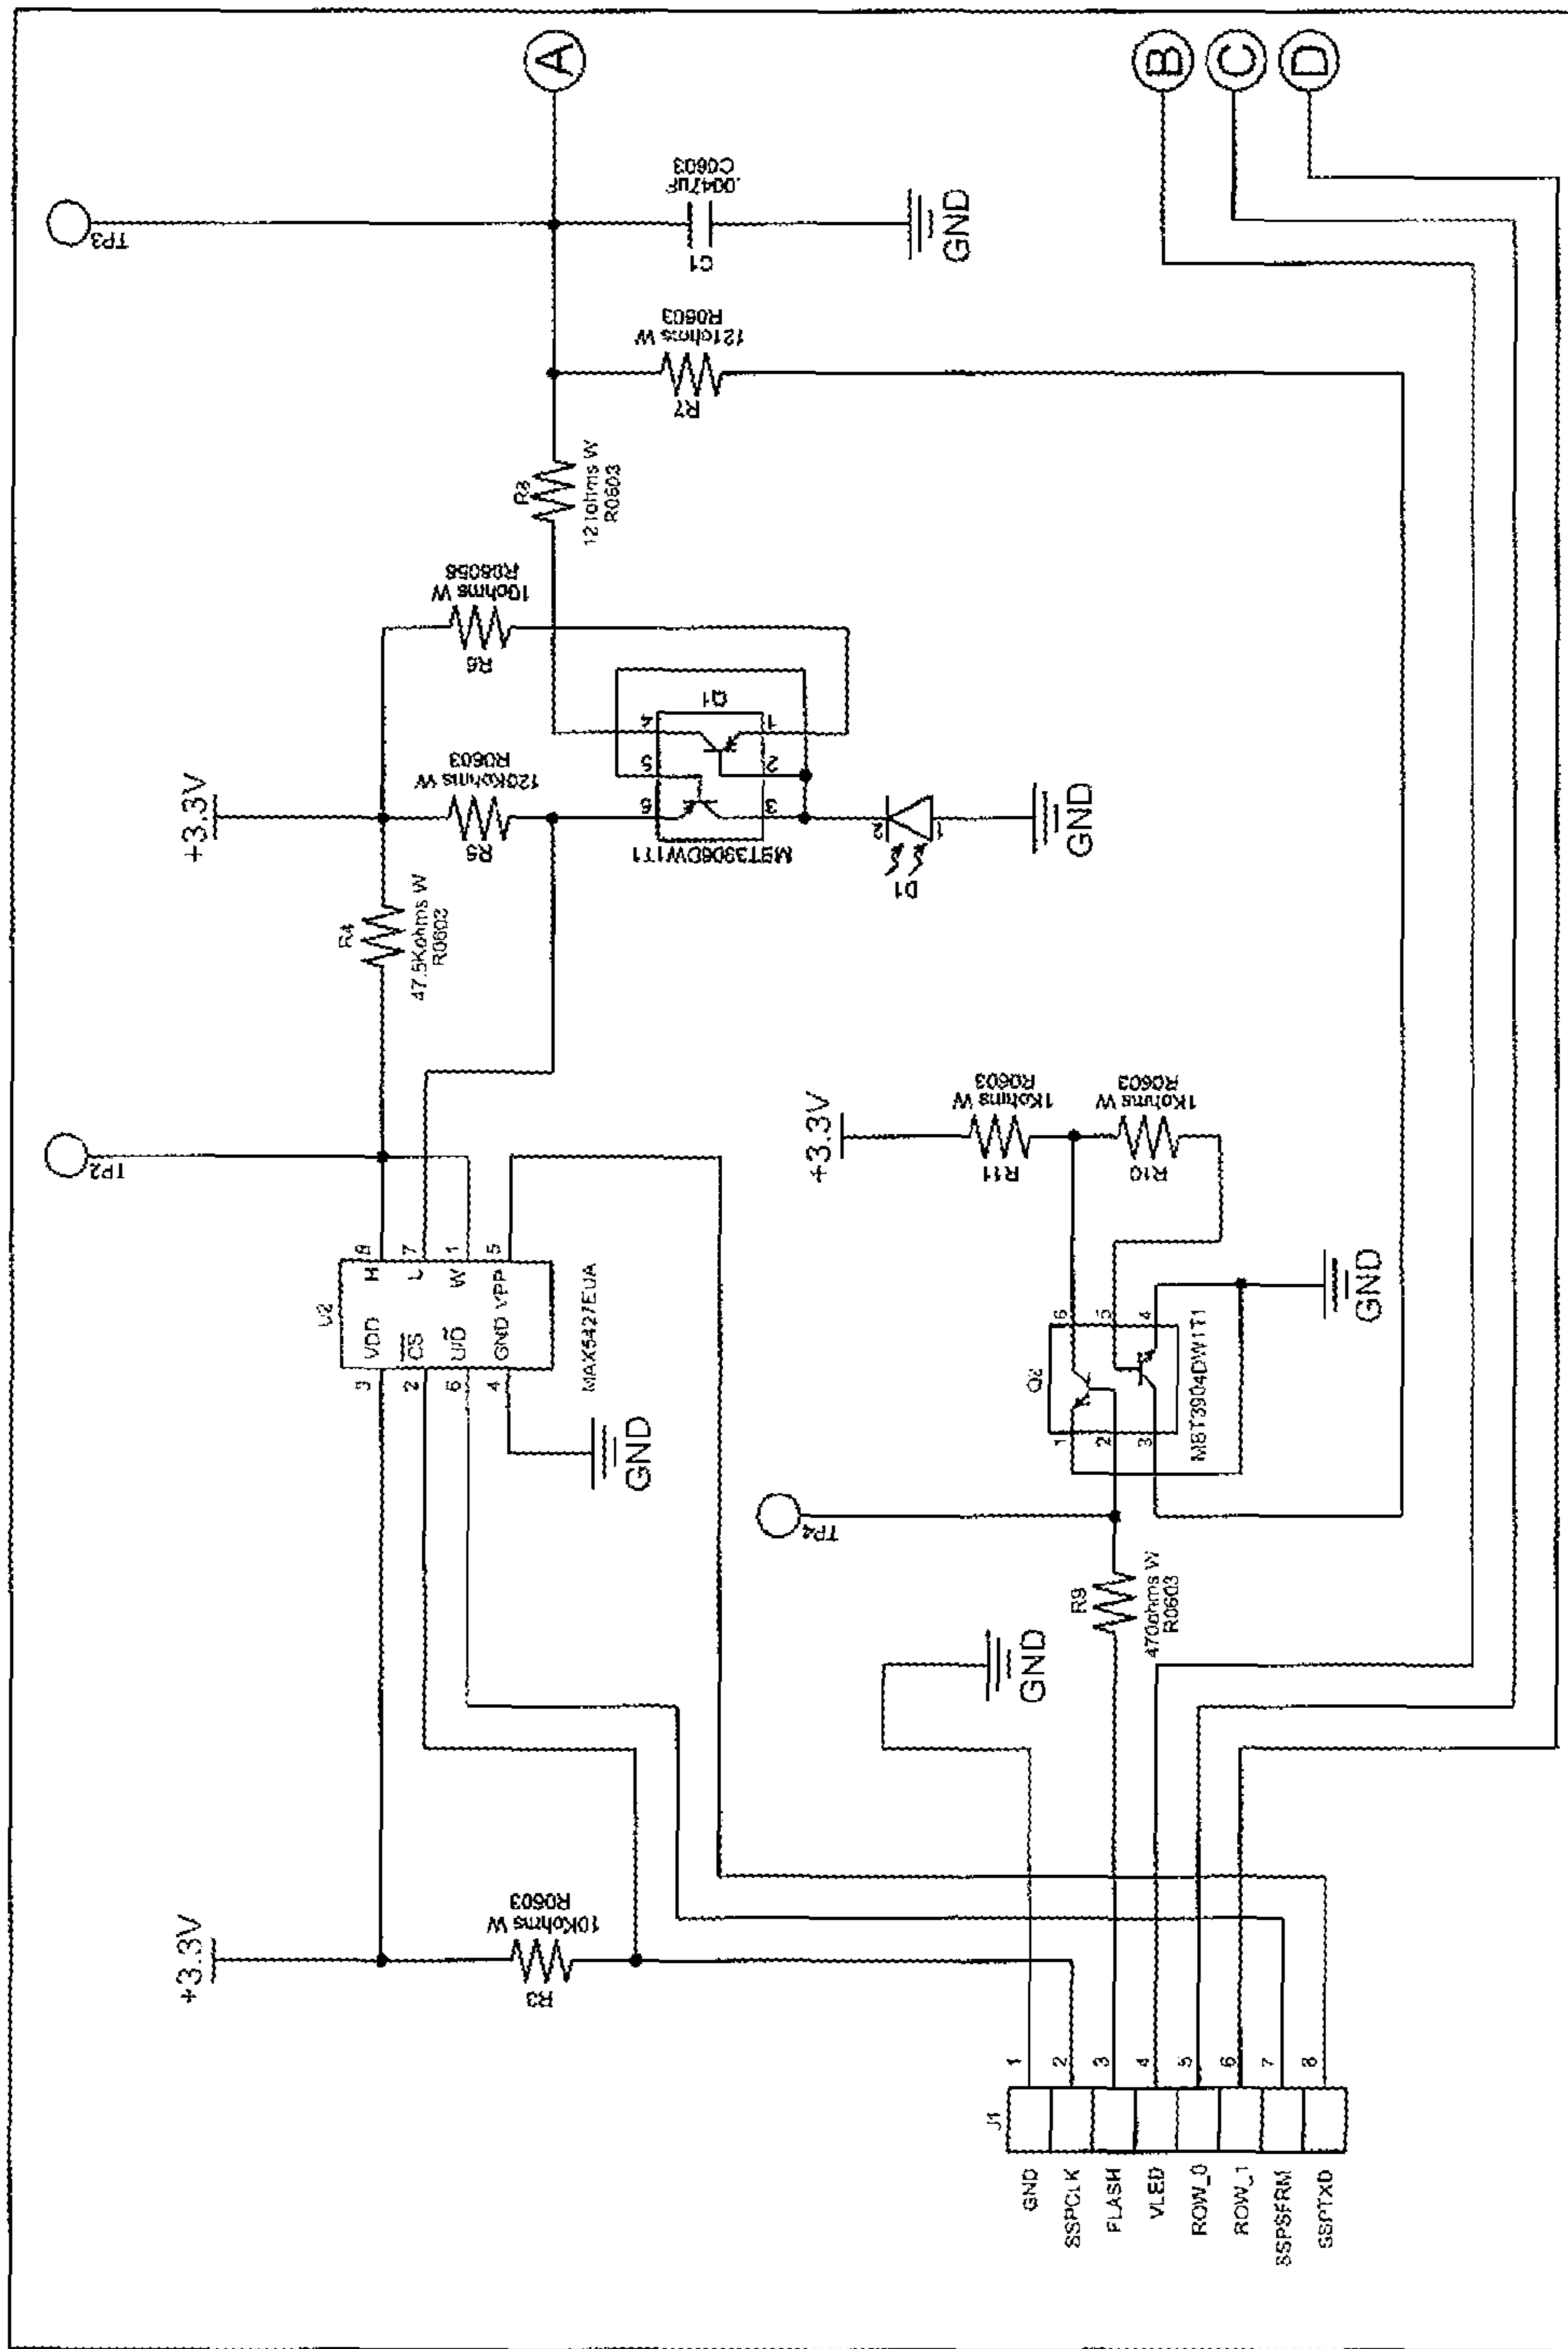 A
B
C
D
TP3
.0047uF
C0603
C1
GND
121ohms W
R0603
R7
R8
121ohms W
R0603
10ohms W
R6
+3.3V
120Kohms W
R0603
R5
R4
47.5Kohms W
R0603
Q1
4
5
6
1
2
3
MBT3906DW1T1
2
1
D1
GND
TP2
U2
VDD
CS
U/D
GND
H
L
W
VPP
3
2
6
4
8
7
1
5
MAX5427EUA
GND
+3.3V
1Kohms W
R0603
R11
1Kohms W
R0603
R10
Q2
1
2
3
6
5
4
MBT3904DW1T1
GND
TP4
R9
470ohms W
R0603
GND
+3.3V
10Kohms W
R0603
R3
J1
GND 1
SSPCLK 2
FLASH 3
VLED 4
ROW_0 5
ROW_1 6
SSPSFRM 7
SSPTXD 8